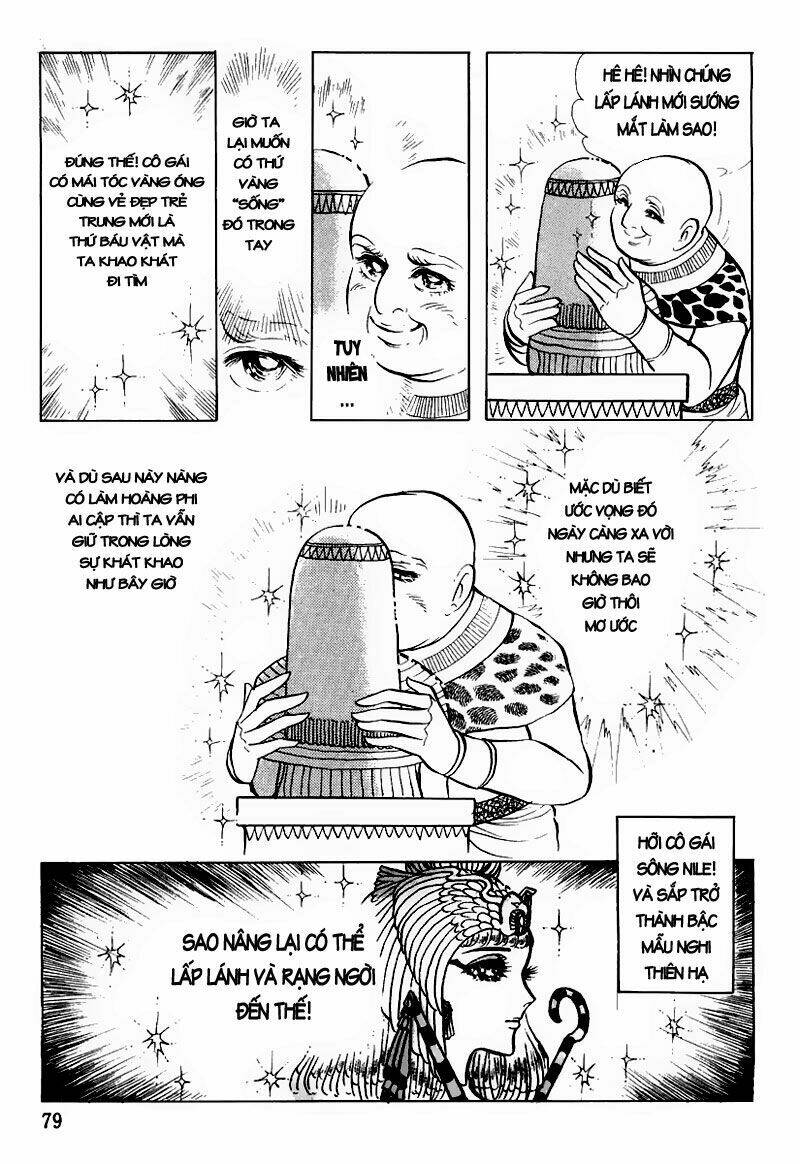 HÊ HÊ! NHÌN CHÚNG
LẤP LÁNH MỚI SƯỚNG
MẮT LÀM SAO!
TUY
NHIÊN
...
GIỜ TA
LẠI MUỐN
CÓ THỨ
VÀNG
“SỐNG”
ĐÓ TRONG
TAY
ĐÚNG THẾ! CÔ GÁI
CÓ MÁI TÓC VÀNG ÓNG
CÙNG VẺ ĐẸP TRẺ
TRUNG MỚI LÀ
THỨ BÁU VẬT MÀ
TA KHAO KHÁT
ĐI TÌM
MẶC DÙ BIẾT
ƯỚC VỌNG ĐÓ
NGÀY CÀNG XA VỜI
NHƯNG TA SẼ
KHÔNG BAO
GIỜ THÔI
MƠ ƯỚC
VÀ DÙ SAU NÀY NÀNG
CÓ LÀM HOÀNG PHI
AI CẬP THÌ TA VẪN
GIỮ TRONG LÒNG
SỰ KHÁT KHAO
NHƯ BÂY GIỜ
HỠI CÔ GÁI
SÔNG NILE!
VÀ SẮP TRỞ
THÀNH BẬC
MẪU NGHI
THIÊN HẠ
SAO NÂNG LẠI CÓ THỂ
LẤP LÁNH VÀ RẠNG NGỜI
ĐẾN THẾ!
79